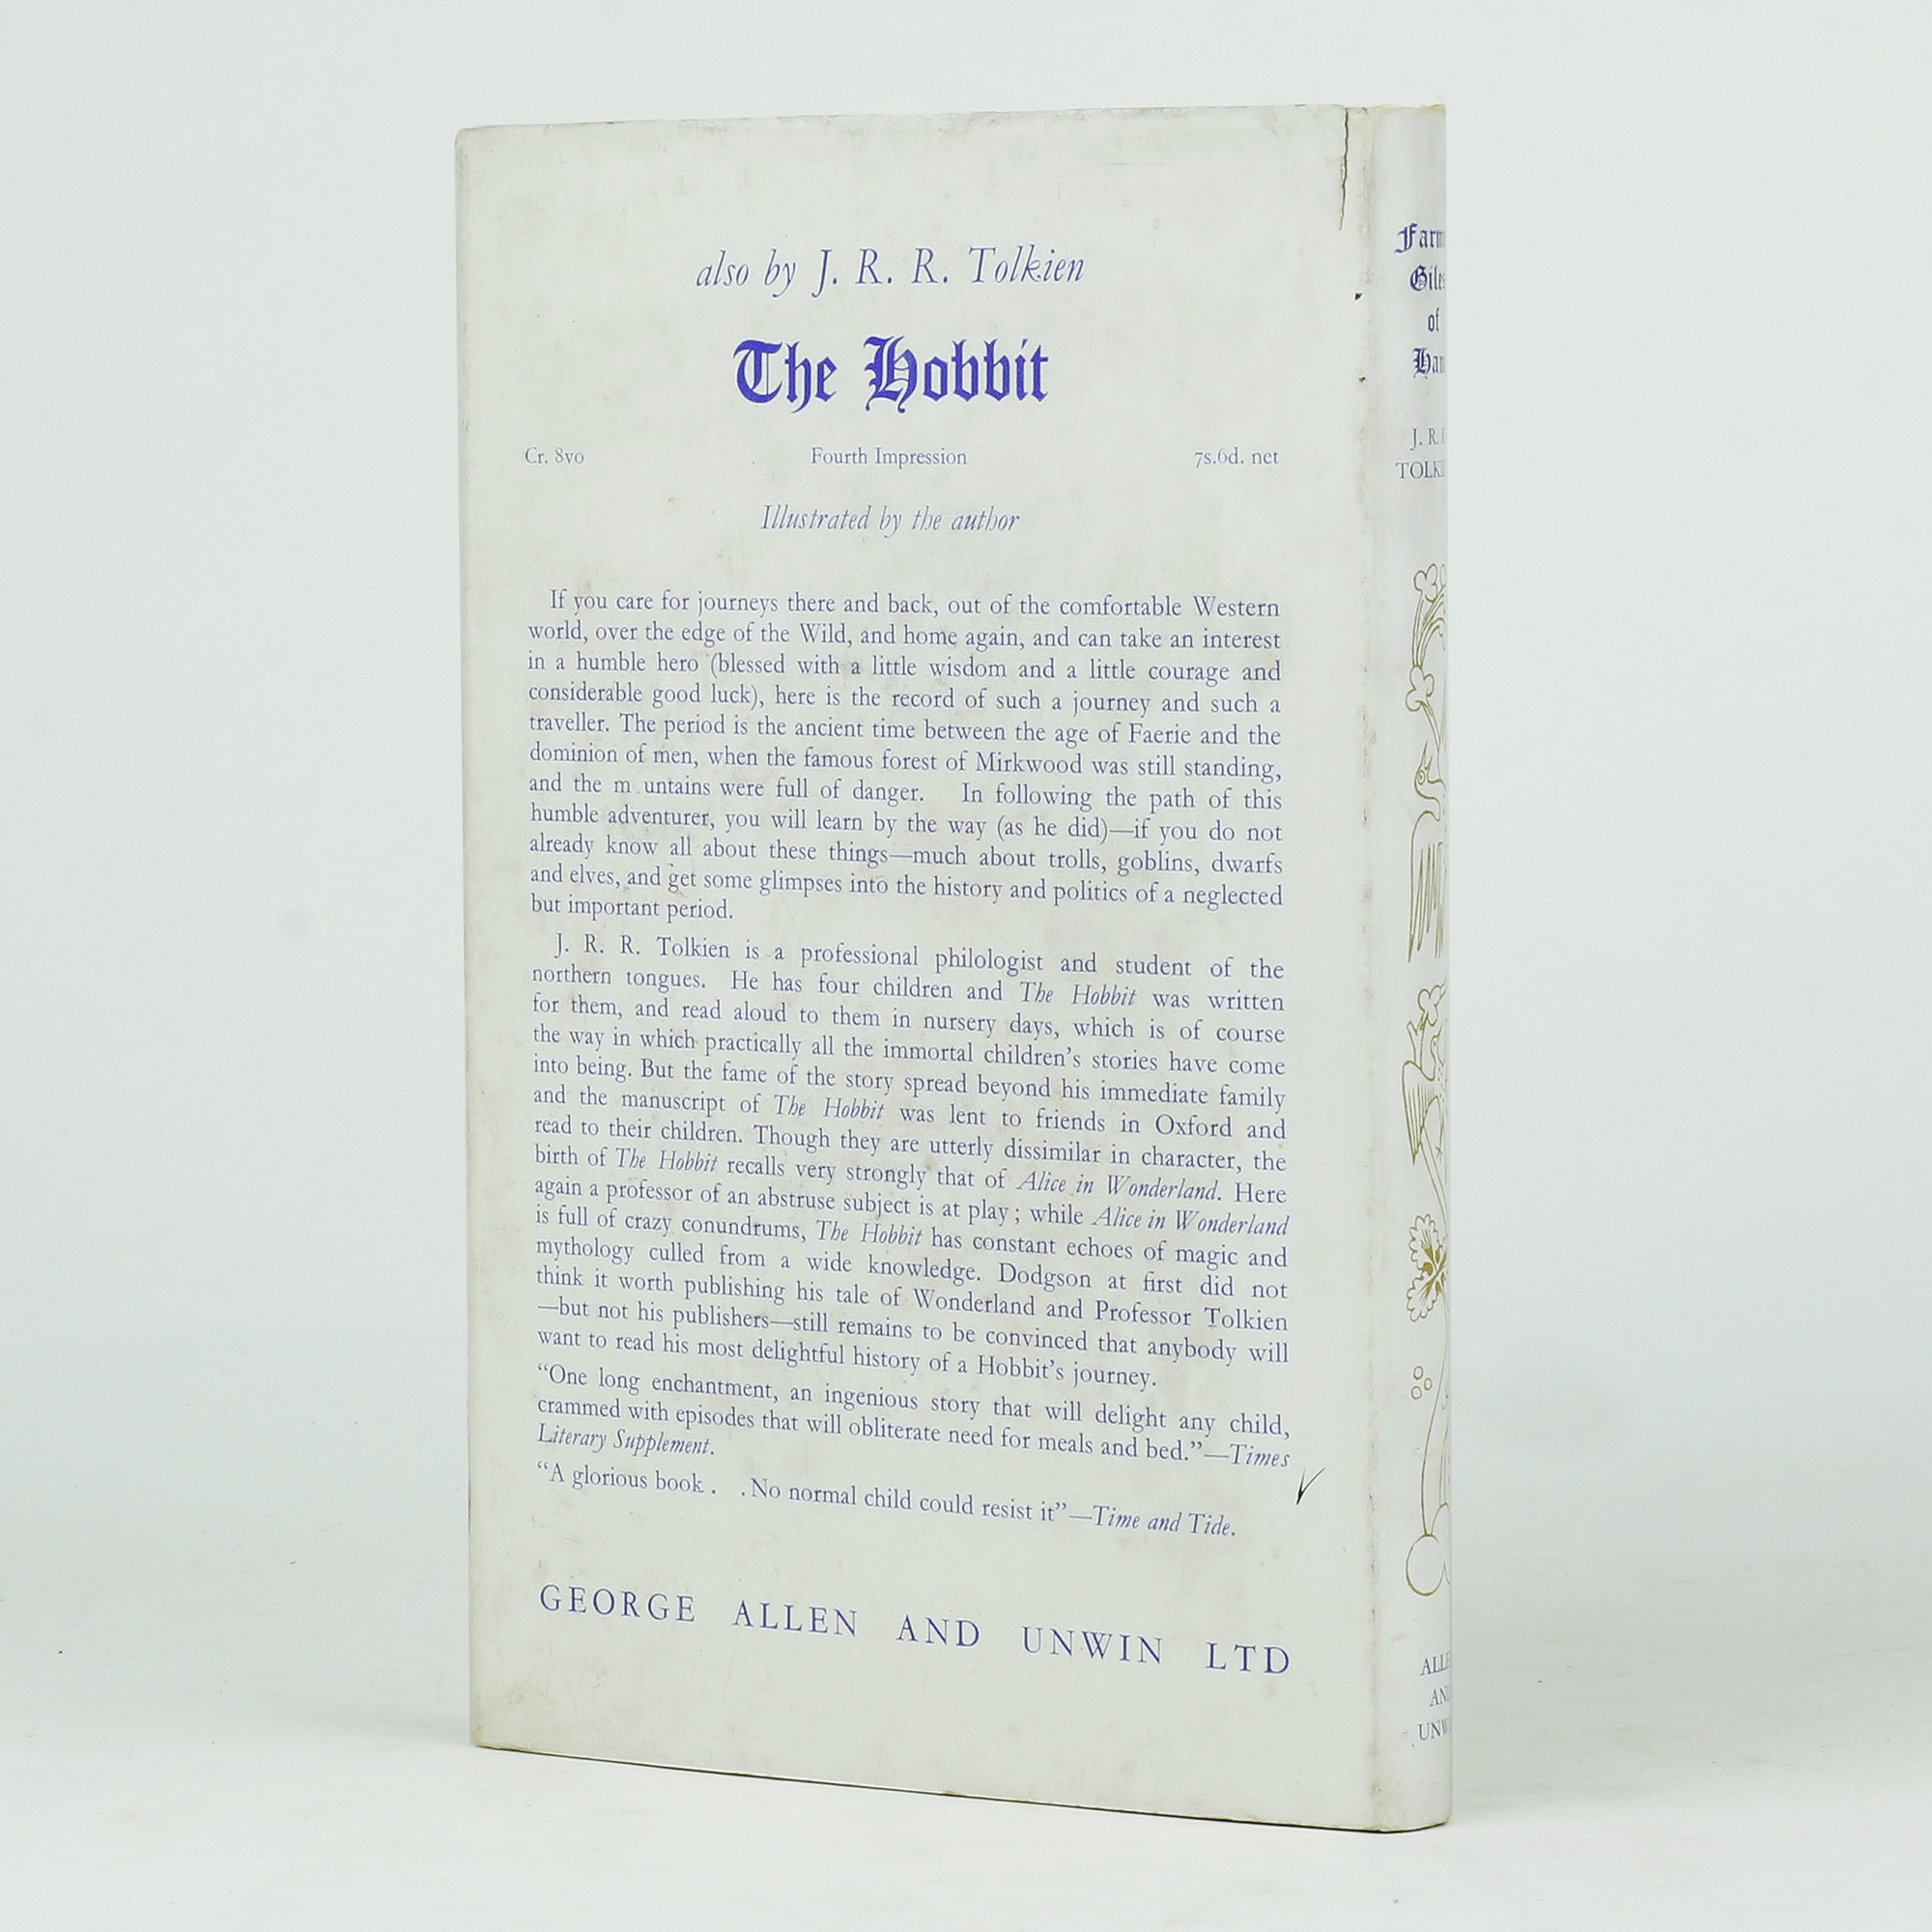 also by J. R. R. Tolkien
The Hobbit
Cr. 8vo Fourth Impression 7s.6d. net
Illustrated by the author
If you care for journeys there and back, out of the comfortable Western
world, over the edge of the Wild, and home again, and can take an interest
in a humble hero (blessed with a little wisdom and a little courage and
considerable good luck), here is the record of such a journey and such a
traveller. The period is the ancient time between the age of Faerie and the
dominion of men, when the famous forest of Mirkwood was still standing,
and the m untains were full of danger. In following the path of this
humble adventurer, you will learn by the way (as he did)—if you do not
already know all about these things—much about trolls, goblins, dwarfs
and elves, and get some glimpses into the history and politics of a neglected
but important period.
J. R. R. Tolkien is a professional philologist and student of the
northern tongues. He has four children and The Hobbit was written
for them, and read aloud to them in nursery days, which is of course
the way in which practically all the immortal children's stories have come
into being. But the fame of the story spread beyond his immediate family
and the manuscript of The Hobbit was lent to friends in Oxford and
read to their children. Though they are utterly dissimilar in character, the
birth of The Hobbit recalls very strongly that of Alice in Wonderland. Here
again a professor of an abstruse subject is at play; while Alice in Wonderland
is full of crazy conundrums, The Hobbit has constant echoes of magic and
mythology culled from a wide knowledge. Dodgson at first did not
think it worth publishing his tale of Wonderland and Professor Tolkien
—but not his publishers—still remains to be convinced that anybody will
want to read his most delightful history of a Hobbit's journey.
"One long enchantment, an ingenious story that will delight any child,
crammed with episodes that will obliterate need for meals and bed."—Times
Literary Supplement.
"A glorious book . . No normal child could resist it"—Time and Tide.
GEORGE ALLEN AND UNWIN LTD
Farm
Giles
of
Ham
J. R. R
TOLKI
ALLE
AND
UNW